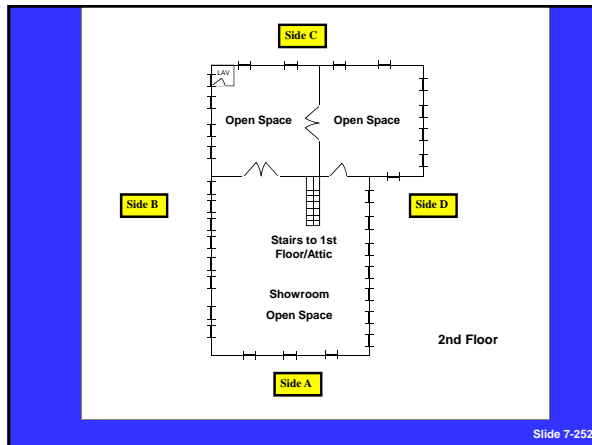 Side C
LAV
Open Space
Open Space
Side B
Side D
Stairs to 1st
Floor/Attic
Showroom
Open Space
2nd Floor
Side A
Slide 7-252